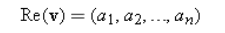 Re(v) = (a₁, a₂, ..., aₙ)